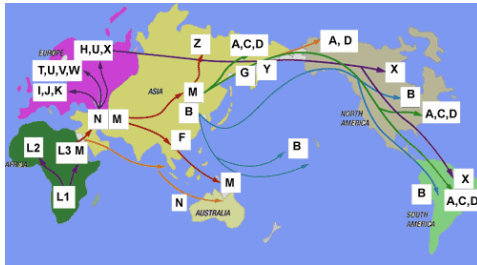 Z
A,C,D
A, D
H,U,X
EUROPE
T,U,V,W
G
Y
X
I,J,K
ASIA
M
B
B
NORTH AMERICA
A,C,D
N M
L2
L3 M
F
B
AFRICA
M
X
B
L1
N
AUSTRALIA
SOUTH AMERICA
A,C,D